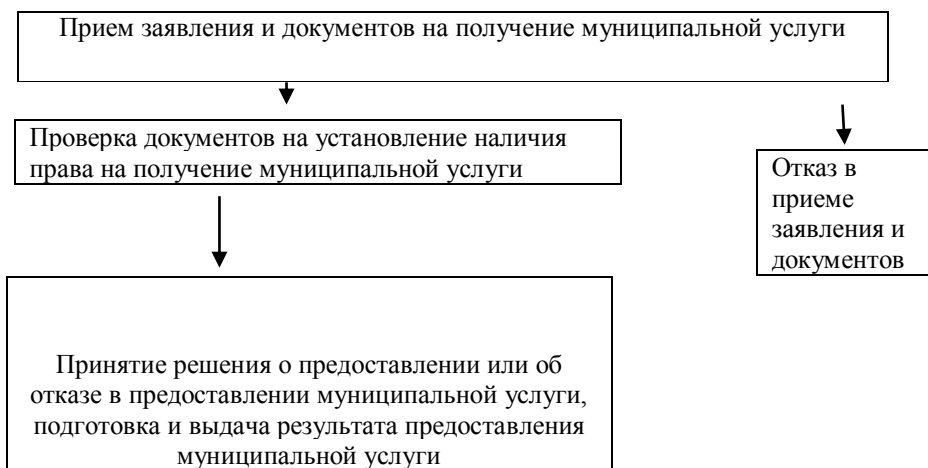 Прием заявления и документов на получение муниципальной услуги
Проверка документов на установление наличия
права на получение муниципальной услуги
Отказ в
приеме
заявления и
документов
Принятие решения о предоставлении или об
отказе в предоставлении муниципальной услуги,
подготовка и выдача результата предоставления
муниципальной услуги